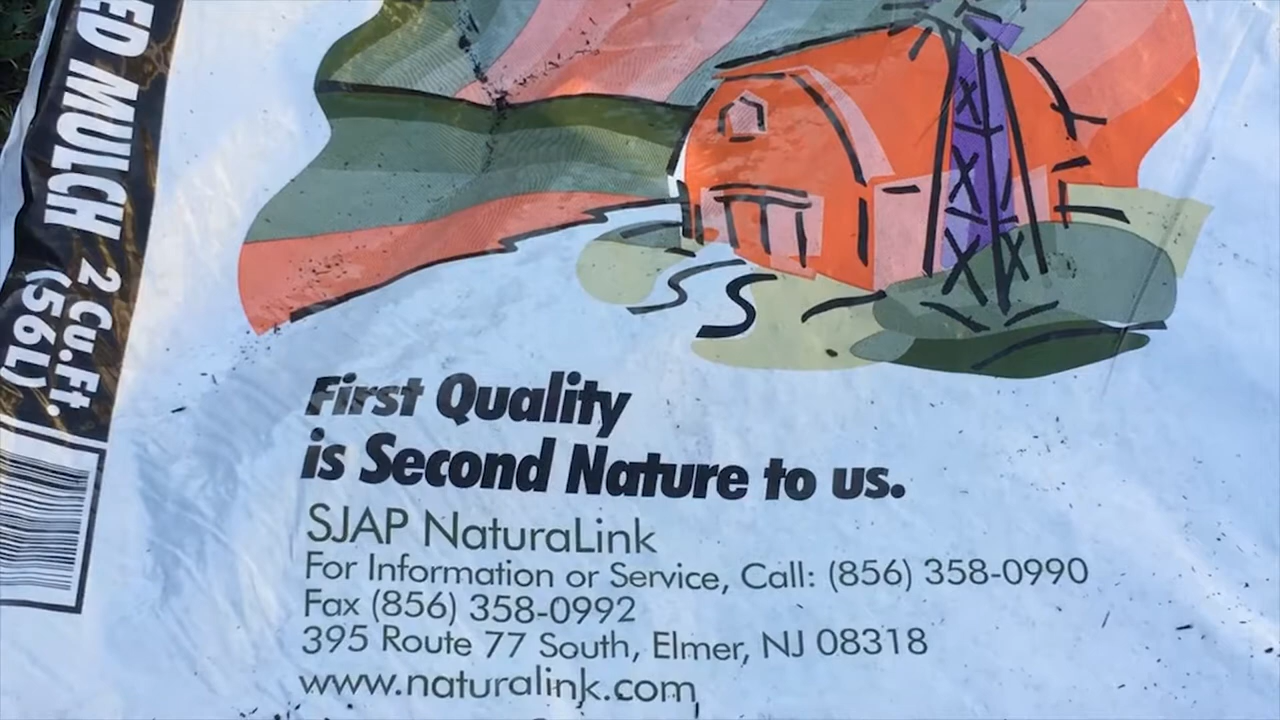 ED MULCH 2 Cu.Ft.
(56L)
First Quality
is Second Nature to us.
SJAP NaturaLink
For Information or Service, Call: (856) 358-0990
Fax (856) 358-0992
395 Route 77 South, Elmer, NJ 08318
www.naturalink.com